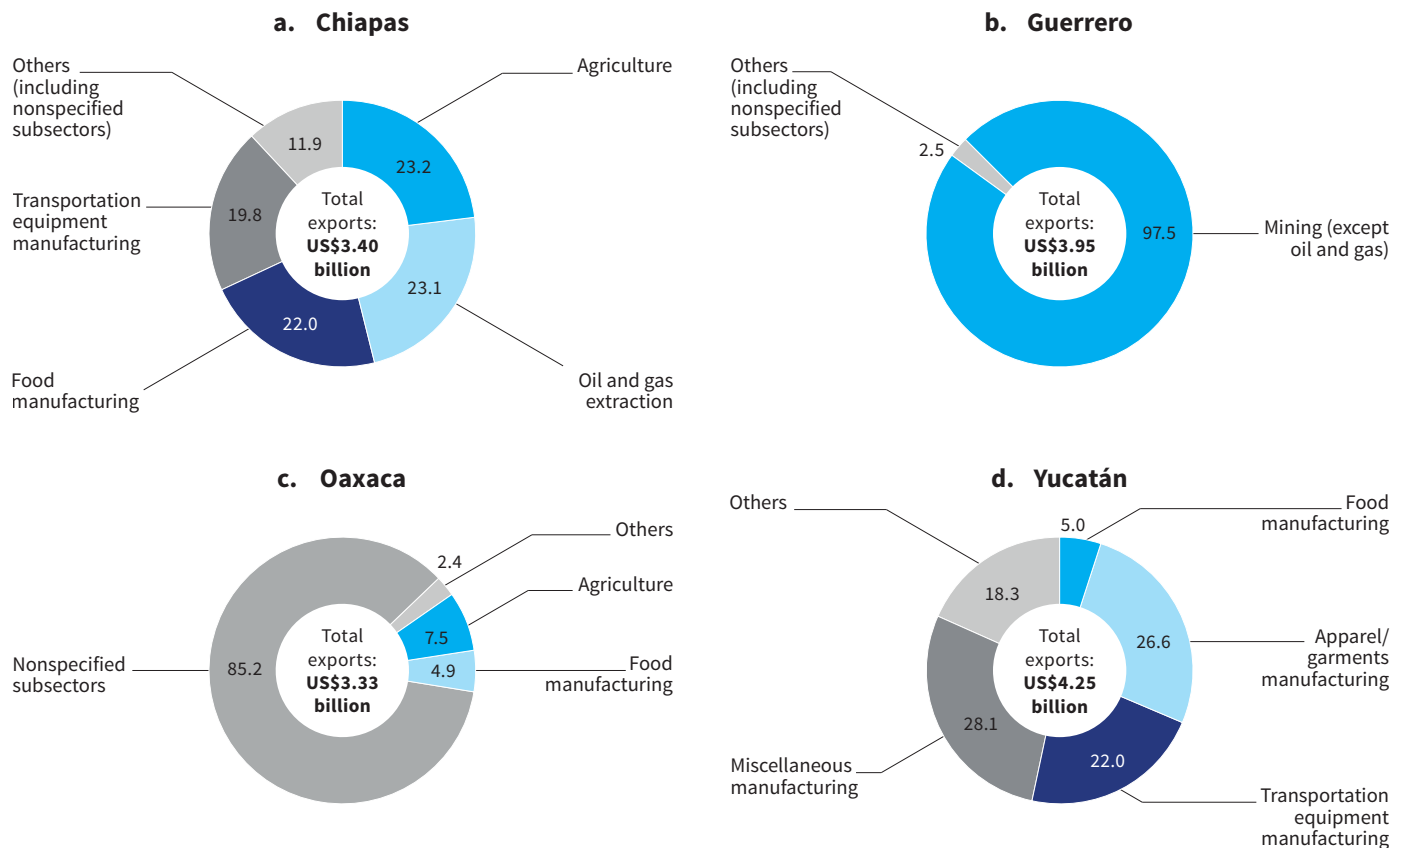 a. Chiapas
Others
(including
nonspecified
subsectors)
Agriculture
11.9
23.2
Transportation
equipment
manufacturing
19.8
Total
exports:
US$3.40
billion
23.1
22.0
Food
manufacturing
Oil and gas
extraction
b. Guerrero
Others
(including
nonspecified
subsectors)
2.5
Total
exports:
US$3.95
billion
97.5
Mining (except
oil and gas)
c. Oaxaca
Others
2.4
Agriculture
7.5
Nonspecified
subsectors
85.2
Total
exports:
US$3.33
billion
4.9
Food
manufacturing
d. Yucatán
Others
5.0
Food
manufacturing
18.3
26.6
Apparel/
garments
manufacturing
Total
exports:
US$4.25
billion
28.1
22.0
Miscellaneous
manufacturing
Transportation
equipment
manufacturing